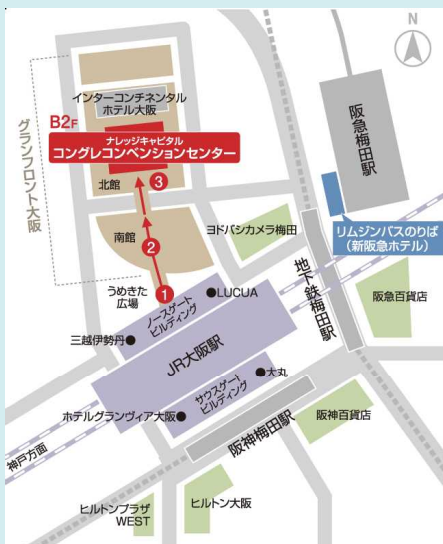 N
インターコンチネンタル
ホテル大阪
B2F
ナレッジキャピタル
コングレコンベンションセンター
グランフロント大阪
北館
3
南館
2
うめきた
広場
1
阪急梅田駅
リムジンバスのりば
（新阪急ホテル）
ヨドバシカメラ梅田
地下鉄梅田駅
阪急百貨店
LUCUA
ノースゲート
ビルディング
三越伊勢丹
JR大阪駅
大丸
サウスゲート
ビルディング
ホテルグランヴィア大阪
阪神梅田駅
阪神百貨店
神戸方面
ヒルトンプラザ
WEST
ヒルトン大阪